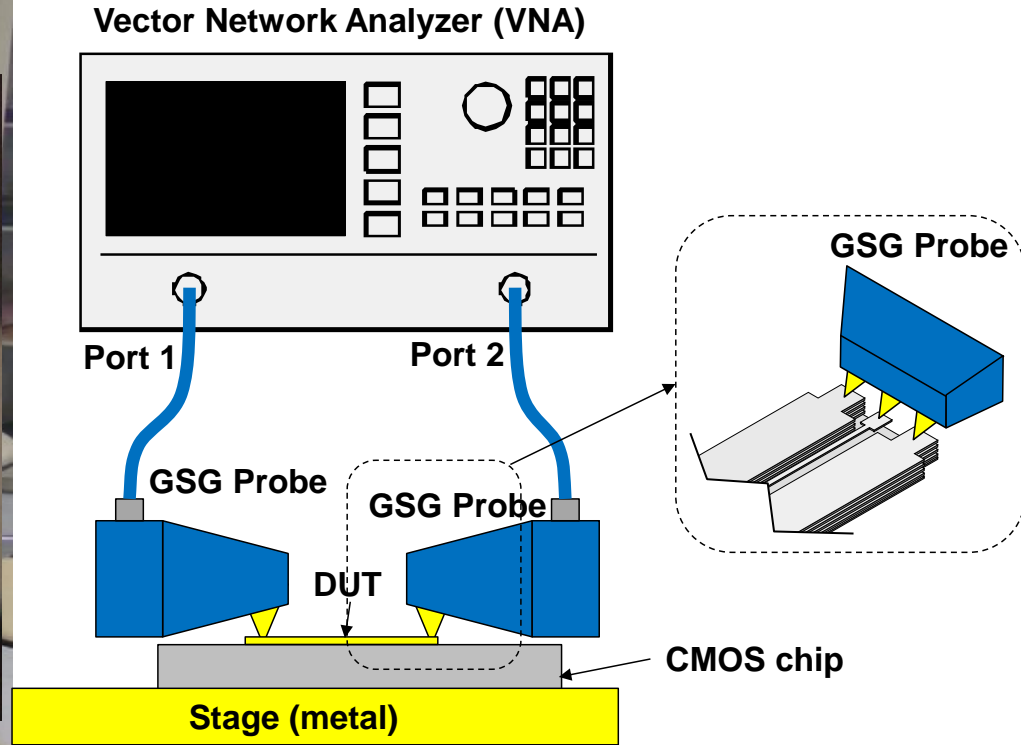 Vector Network Analyzer (VNA)
Port 1
Port 2
GSG Probe
GSG Probe
GSG Probe
DUT
CMOS chip
Stage (metal)